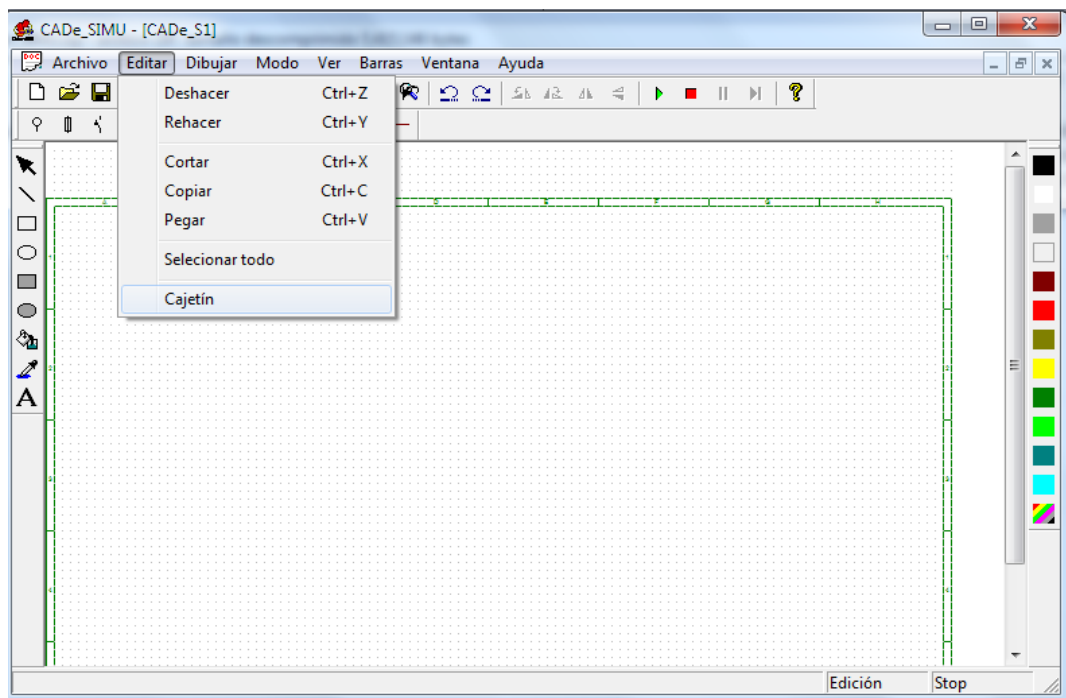 CADe_SIMU - [CADe_S1]
Archivo Editar Dibujar Modo Ver Barras Ventana Ayuda
Deshacer Ctrl+Z
Rehacer Ctrl+Y
Cortar Ctrl+X
Copiar Ctrl+C
Pegar Ctrl+V
Selecionar todo
Cajetín
A
Edición Stop